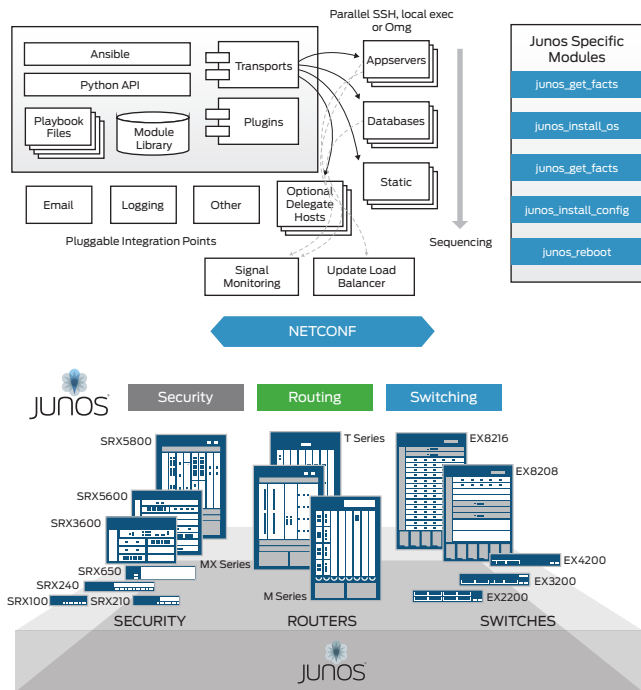 Parallel SSH, local exec
or Omg
Ansible
Python API
Playbook
Files
Module
Library
Transports
Plugins
Appservers
Databases
Static
Email
Logging
Other
Optional
Delegate
Hosts
Pluggable Integration Points
Sequencing
Signal
Monitoring
Update Load
Balancer
Junos Specific
Modules
junos_get_facts
junos_install_os
junos_get_facts
junos_install_config
junos_reboot
NETCONF
JUNOS
Security
Routing
Switching
SRX5800
T Series
EX8216
EX8208
SRX5600
SRX3600
SRX650
MX Series
EX4200
SRX240
EX3200
SRX100
SRX210
M Series
EX2200
SECURITY
ROUTERS
SWITCHES
JUNOS